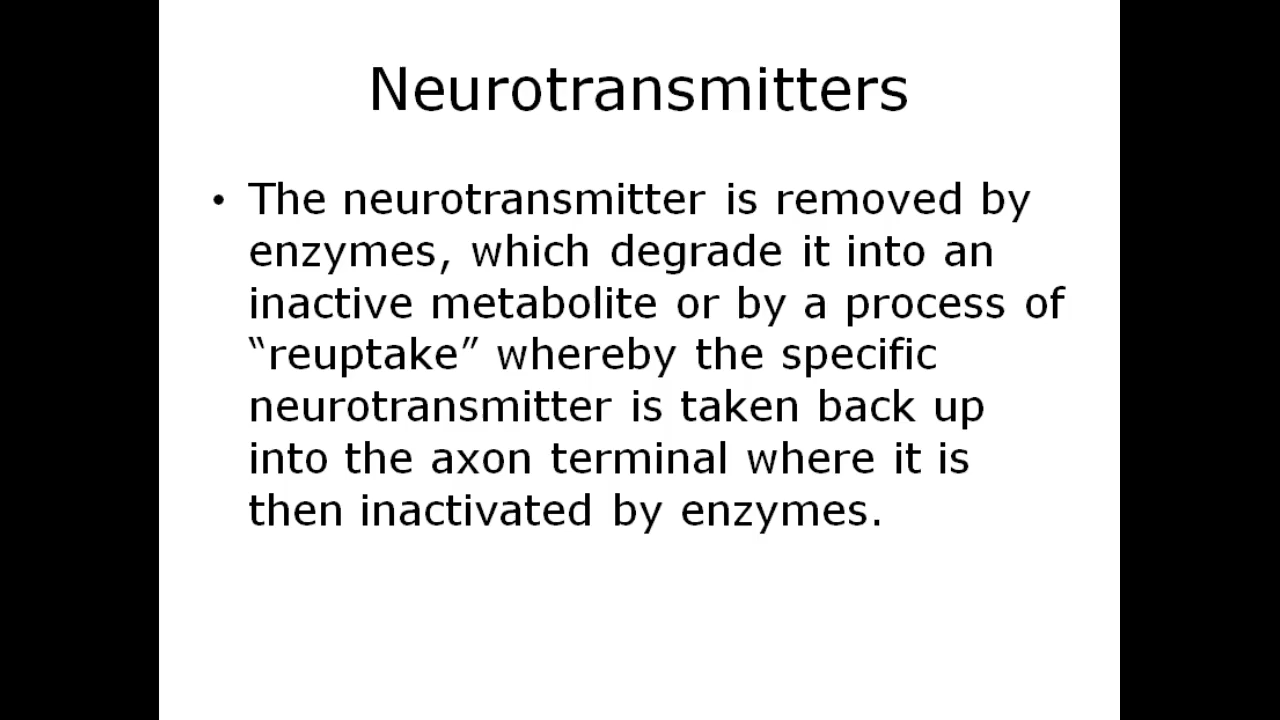 Neurotransmitters
• The neurotransmitter is removed by
enzymes, which degrade it into an
inactive metabolite or by a process of
“reuptake” whereby the specific
neurotransmitter is taken back up
into the axon terminal where it is
then inactivated by enzymes.